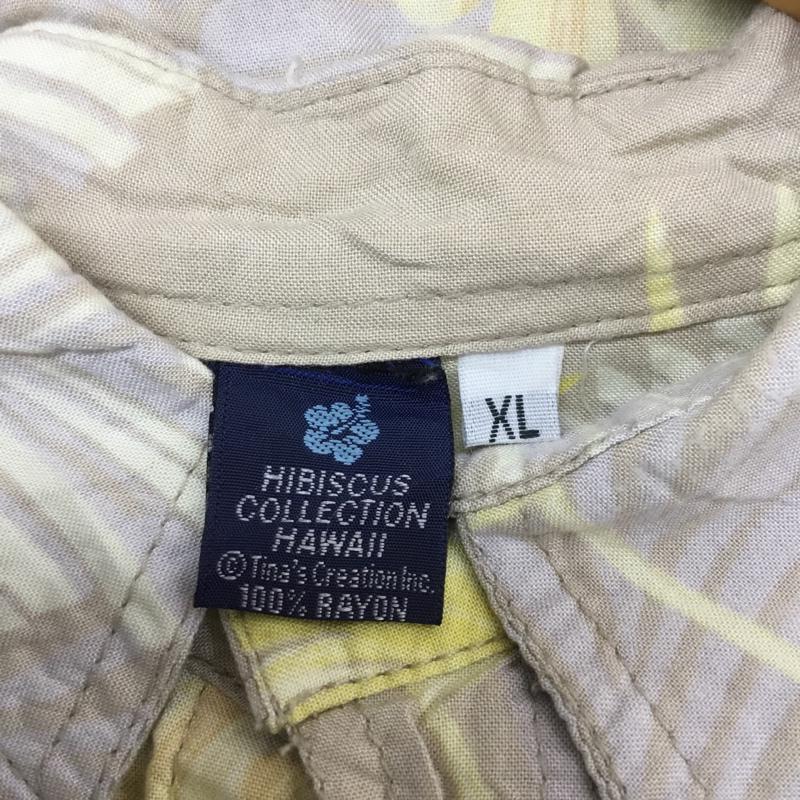 HIBISCUS
COLLECTION
HAWAII
©Tina's Creation Inc.
100% RAYON
XL